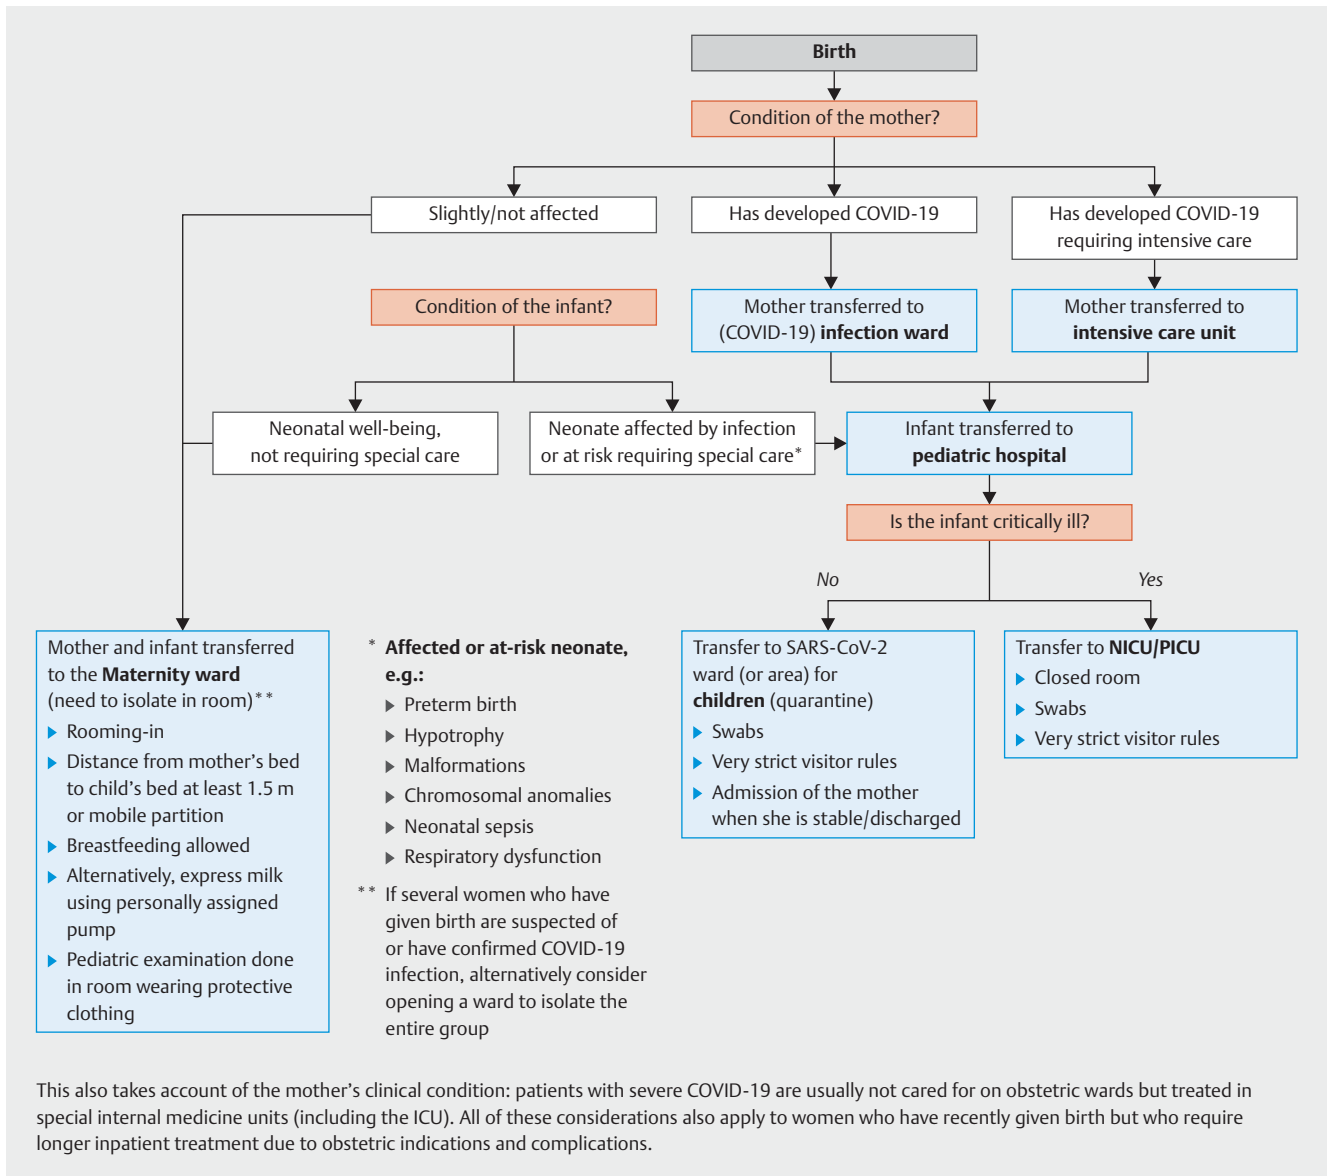 Birth
Condition of the mother?
Slightly/not affected
Has developed COVID-19
Has developed COVID-19
requiring intensive care
Condition of the infant?
Mother transferred to
(COVID-19) infection ward
Mother transferred to
intensive care unit
Neonatal well-being,
not requiring special care
Neonate affected by infection
or at risk requiring special care*
Infant transferred to
pediatric hospital
Is the infant critically ill?
No
Yes
Mother and infant transferred
to the Maternity ward
(need to isolate in room)**
▶ Rooming-in
▶ Distance from mother's bed
to child's bed at least 1.5 m
or mobile partition
▶ Breastfeeding allowed
▶ Alternatively, express milk
using personally assigned
pump
▶ Pediatric examination done
in room wearing protective
clothing
* Affected or at-risk neonate,
e.g.:
▶ Preterm birth
▶ Hypotrophy
▶ Malformations
▶ Chromosomal anomalies
▶ Neonatal sepsis
▶ Respiratory dysfunction
** If several women who have
given birth are suspected of
or have confirmed COVID-19
infection, alternatively consider
opening a ward to isolate the
entire group
Transfer to SARS-CoV-2
ward (or area) for
children (quarantine)
▶ Swabs
▶ Very strict visitor rules
▶ Admission of the mother
when she is stable/discharged
Transfer to NICU/PICU
▶ Closed room
▶ Swabs
▶ Very strict visitor rules
This also takes account of the mother's clinical condition: patients with severe COVID-19 are usually not cared for on obstetric wards but treated in
special internal medicine units (including the ICU). All of these considerations also apply to women who have recently given birth but who require
longer inpatient treatment due to obstetric indications and complications.